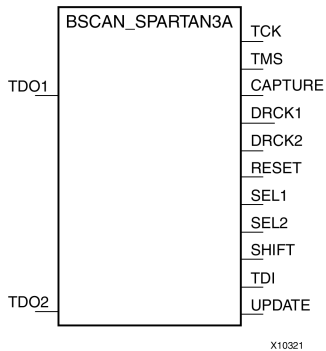 BSCAN_SPARTAN3A
TCK
TMS
TDO1
CAPTURE
DRCK1
DRCK2
RESET
SEL1
SEL2
SHIFT
TDI
TDO2
UPDATE
X10321